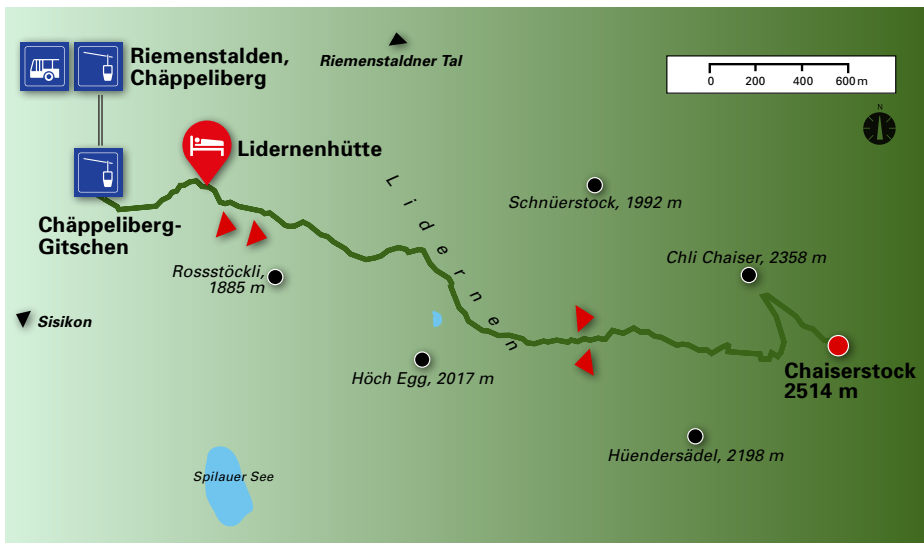 Riemenstalden,
Chäppeliberg
Riemenstaldner Tal
0 200 400 600 m
N
Lidernenhütte
Lidernen
Schnüerstock, 1992 m
Chäppeliberg-
Gitschen
Rossstöckli,
1885 m
Chli Chaiser, 2358 m
Sisikon
Höch Egg, 2017 m
Chaiserstock
2514 m
Hüendersädel, 2198 m
Spilauer See